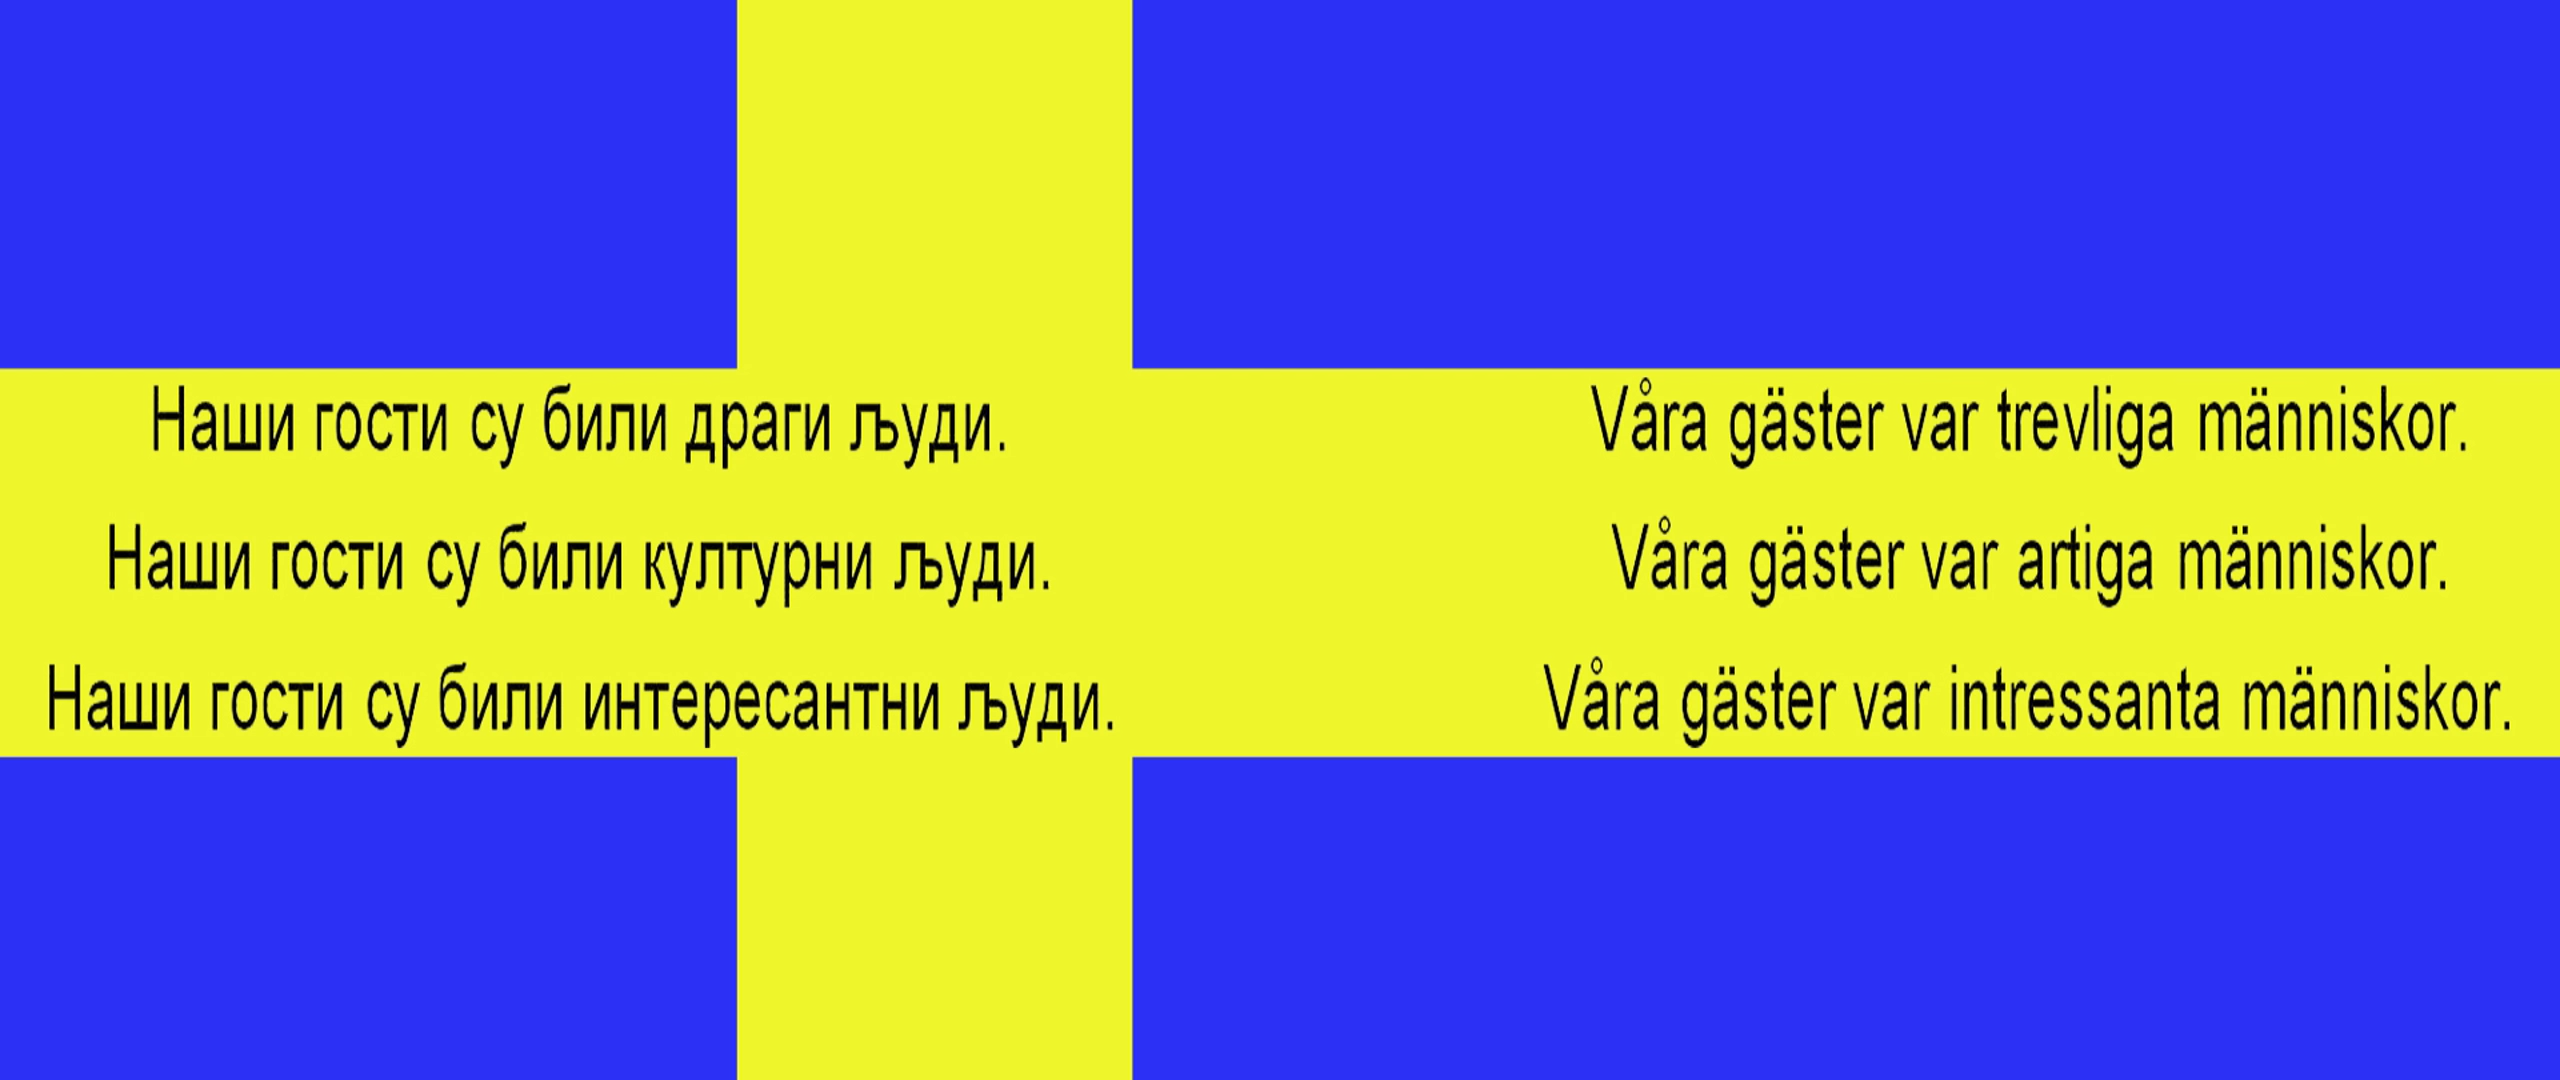 Наши гости су били драги људи.
Våra gäster var trevliga människor.
Наши гости су били културни људи.
Våra gäster var artiga människor.
Наши гости су били интересантни људи.
Våra gäster var intressanta människor.